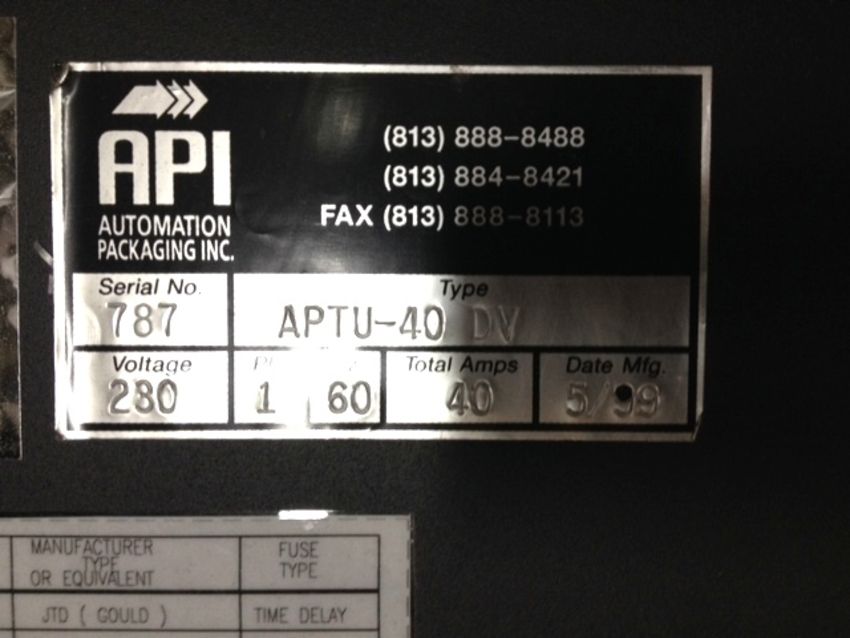 API
AUTOMATION
PACKAGING INC.
(813) 888-8488
(813) 884-8421
FAX (813) 888-8113
Serial No. Type
787 APTU-40 DV
Voltage Total Amps Date Mfg.
230 1 60 40 5/99
MANUFACTURER FUSE
TYPE TYPE
OR EQUIVALENT
JTD ( GOULD ) TIME DELAY